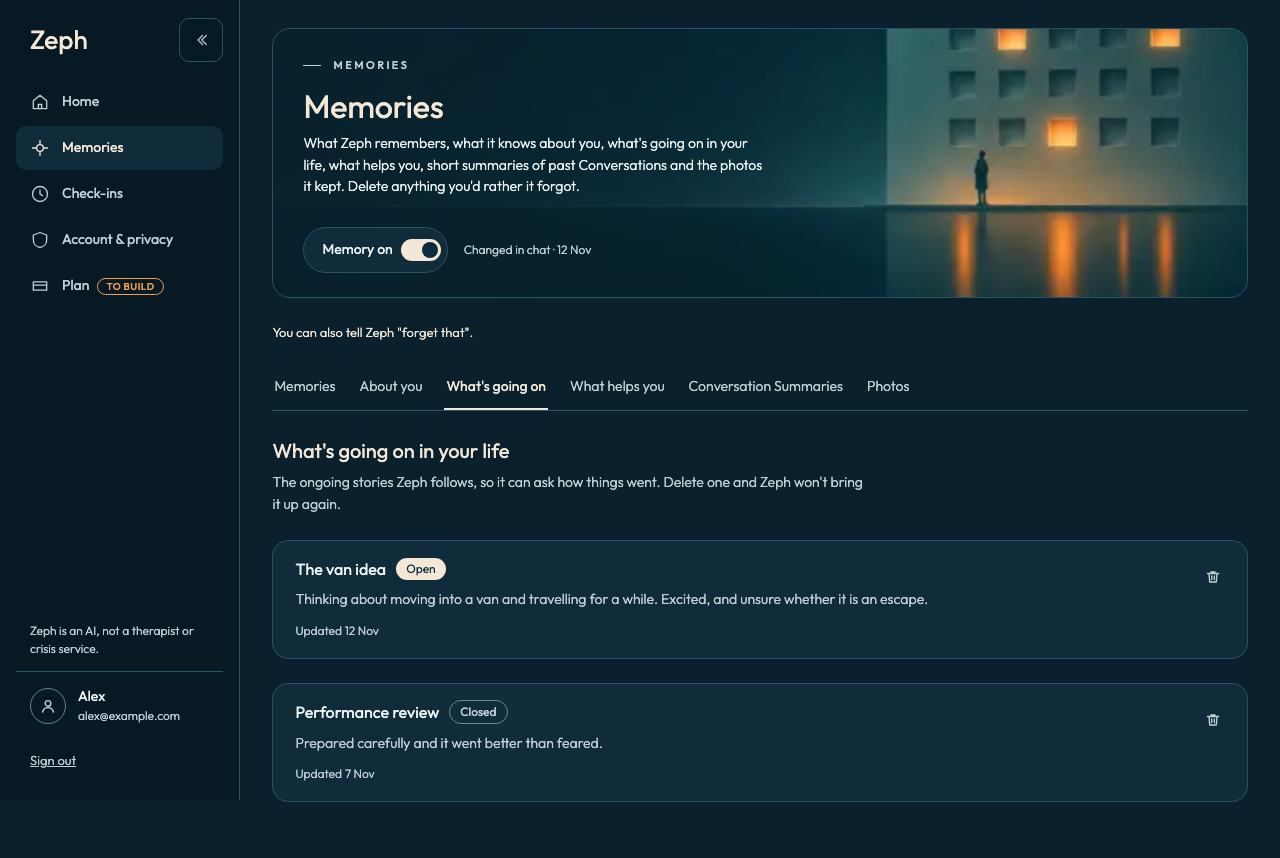 Zeph
Home
Memories
Check-ins
Account & privacy
Plan TO BUILD
Zeph is an AI, not a therapist or
crisis service.
Alex
alex@example.com
Sign out
MEMORIES
Memories
What Zeph remembers, what it knows about you, what's going on in your
life, what helps you, short summaries of past Conversations and the photos
it kept. Delete anything you'd rather it forgot.
Memory on
Changed in chat · 12 Nov
You can also tell Zeph "forget that".
Memories About you What's going on What helps you Conversation Summaries Photos
What's going on in your life
The ongoing stories Zeph follows, so it can ask how things went. Delete one and Zeph won't bring
it up again.
The van idea Open
Thinking about moving into a van and travelling for a while. Excited, and unsure whether it is an escape.
Updated 12 Nov
Performance review Closed
Prepared carefully and it went better than feared.
Updated 7 Nov